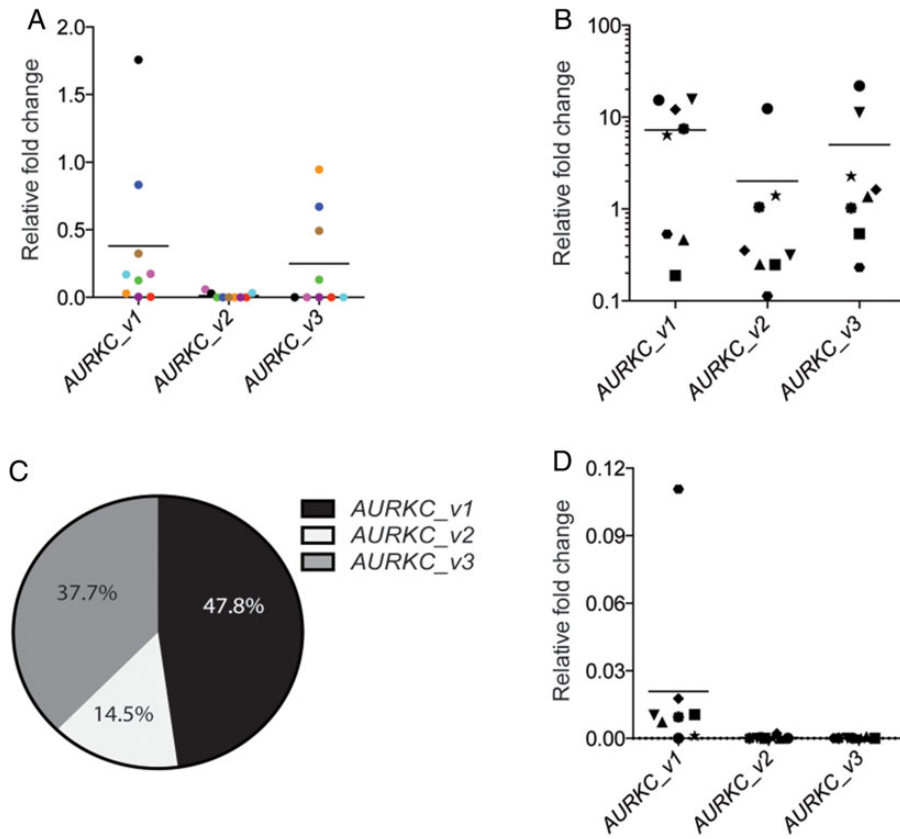 A
Relative fold change
2.0
1.5
1.0
0.5
0.0
AURKC_v1
AURKC_v2
AURKC_v3
B
Relative fold change
100
10
1
0.1
AURKC_v1
AURKC_v2
AURKC_v3
C
37.7%
47.8%
14.5%
AURKC_v1
AURKC_v2
AURKC_v3
D
Relative fold change
0.12
0.09
0.06
0.03
0.00
AURKC_v1
AURKC_v2
AURKC_v3